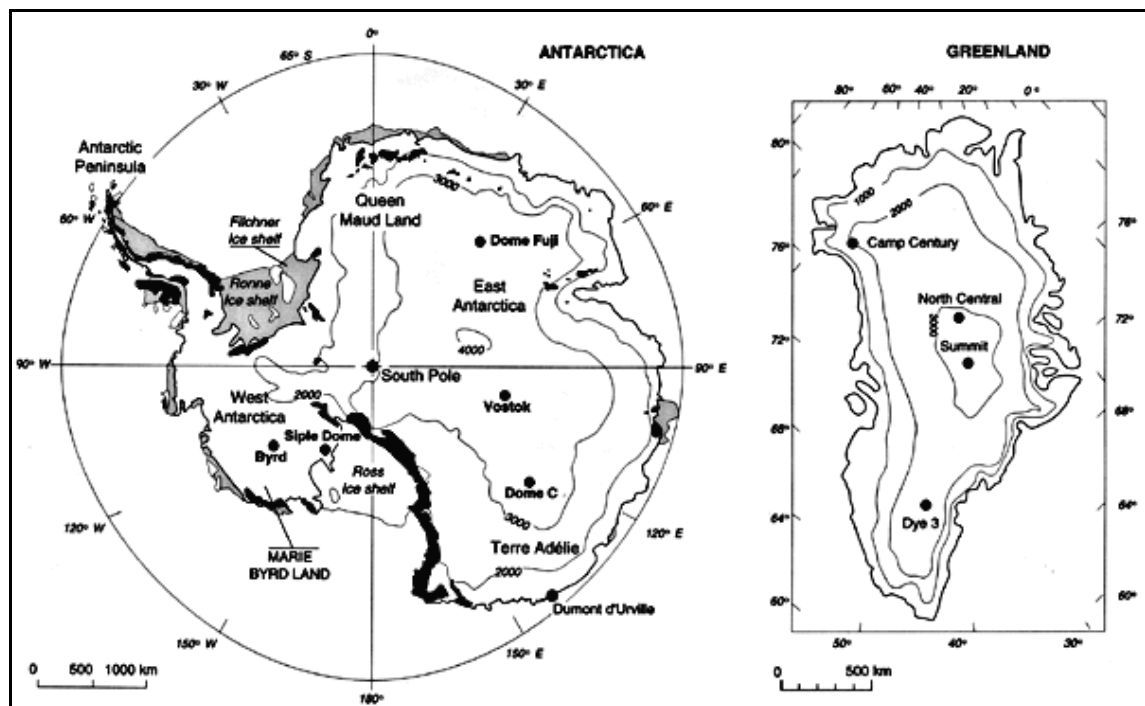 ANTARCTICA
0°
65° S
30° W
30° E
Antarctic
Peninsula
3000
Queen
Maud Land
60° W
60° E
Filchner
ice shelf
Dome Fuji
Ronne
ice shelf
East
Antarctica
4000
90° W
90° E
South Pole
2000
West
Antarctica
Vostok
Siple Dome
Byrd
Ross
ice shelf
Dome C
3000
120° W
120° E
Terre Adélie
MARIE
BYRD LAND
2000
Dumont d'Urville
150° W
150° E
0 500 1000 km
180°
GREENLAND
80° 60° 40° 20° 0°
80°
1000
2000
76°
76°
Camp Century
North Central
72°
3000
72°
Summit
68°
68°
64°
64°
Dye 3
60°
60°
50° 40° 30°
0 500 km